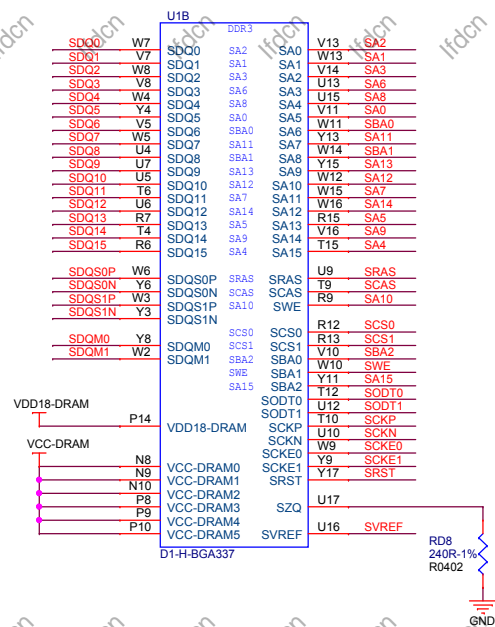 U1B
DDR3
SDQ0 W7 SDQ0 SA2 SA0 V13 SA2
SDQ1 V7 SDQ1 SA1 SA1 W13 SA1
SDQ2 W8 SDQ2 SA3 SA2 V14 SA3
SDQ3 V8 SDQ3 SA6 SA3 U13 SA6
SDQ4 W4 SDQ4 SA8 SA4 U15 SA8
SDQ5 Y4 SDQ5 SA0 SA5 V11 SA0
SDQ6 V5 SDQ6 SBA0 SA6 W11 SBA0
SDQ7 W5 SDQ7 SA11 SA7 Y13 SA11
SDQ8 U4 SDQ8 SBA1 SA8 W14 SBA1
SDQ9 U7 SDQ9 SA13 SA9 Y15 SA13
SDQ10 U5 SDQ10 SA12 SA10 W12 SA12
SDQ11 T6 SDQ11 SA7 SA11 W15 SA7
SDQ12 U6 SDQ12 SA14 SA12 W16 SA14
SDQ13 R7 SDQ13 SA5 SA13 R15 SA5
SDQ14 T4 SDQ14 SA9 SA14 V16 SA9
SDQ15 R6 SDQ15 SA4 SA15 T15 SA4
SDQS0P W6 SDQS0P SRAS SRAS U9 SRAS
SDQS0N Y6 SDQS0N SCAS SCAS T9 SCAS
SDQS1P W3 SDQS1P SA10 SWE R9 SA10
SDQS1N Y3 SDQS1N
SCS0 SCS0 R12 SCS0
SDQM0 Y8 SDQM0 SCS1 SCS1 R13 SCS1
SDQM1 W2 SDQM1 SBA2 SBA0 V10 SBA2
SWE SBA1 W10 SWE
SA15 SBA2 Y11 SA15
SODT0 T12 SODT0
SODT1 U12 SODT1
VDD18-DRAM P14 VDD18-DRAM SCKP T10 SCKP
SCKN U10 SCKN
VCC-DRAM SCKE0 W9 SCKE0
N8 VCC-DRAM0 SCKE1 Y9 SCKE1
N9 VCC-DRAM1 SRST Y17 SRST
N10 VCC-DRAM2
P8 VCC-DRAM3 SZQ U17
P9 VCC-DRAM4
P10 VCC-DRAM5 SVREF U16 SVREF
D1-H-BGA337
RD8
240R-1%
R0402
GND
lfdcn
lfdcn
lfdcn